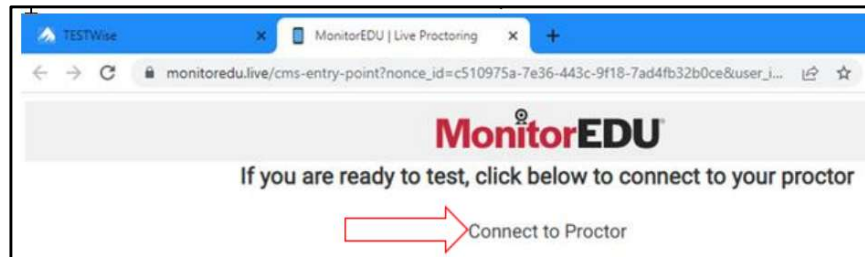 TESTWise
MonitorEDU | Live Proctoring
monitoredu.live/cms-entry-point?nonce_id=c510975a-7e36-443c-9f18-7ad4fb32b0ce&user_i...
MonitorEDU
If you are ready to test, click below to connect to your proctor
Connect to Proctor